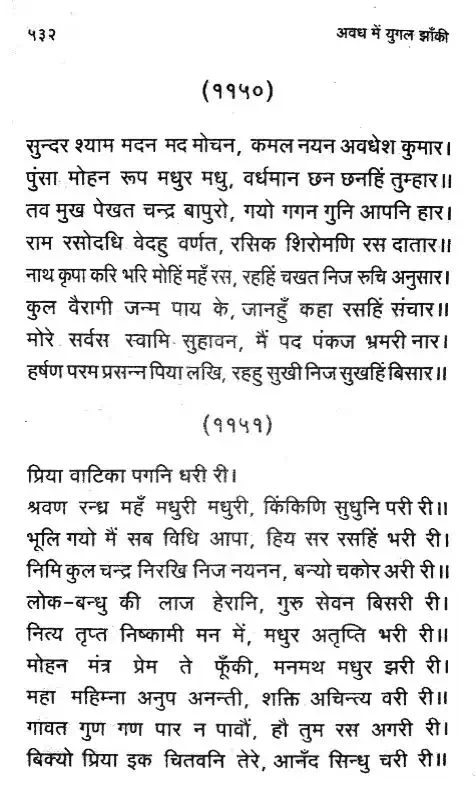 ५३२
अवध में युगल झाँकी
(११५०)
सुन्दर श्याम मदन मद मोचन, कमल नयन अवधेश कुमार।
पुंसा मोहन रूप मधुर मधु, वर्धमान छन छनहिं तुम्हार॥
तव मुख पेखत चन्द्र बापुरो, गयो गगन गुनि आपनि हार।
राम रसोदधि वेदहु वर्णत, रसिक शिरोमणि रस दातार॥
नाथ कृपा करि भरि मोहिं महँ रस, रहहिं चखत निज रुचि अनुसार।
कुल वैरागी जन्म पाय के, जानहुँ कहा रसहिं संचार॥
मोरे सर्वस स्वामि सुहावन, मैं पद पंकज भ्रमरी नार।
हर्षण परम प्रसन्न पिया लखि, रहहु सुखी निज सुखहिं बिसार॥
(११५१)
प्रिया वाटिका पगनि धरी री।
श्रवण रन्ध्र महँ मधुरी मधुरी, किंकिणि सुधुनि परी री॥
भूलि गयो मैं सब विधि आपा, हिय सर रसहिं भरी री।
निमि कुल चन्द्र निरखि निज नयनन, बन्यो चकोर अरी री॥
लोक-बन्धु की लाज हेरानि, गुरु सेवन बिसरी री।
नित्य तृप्त निष्कामी मन में, मधुर अतृप्ति भरी री॥
मोहन मंत्र प्रेम ते फूँकी, मनमथ मधुर झरी री।
महा महिम्ना अनुप अनन्ती, शक्ति अचिन्त्य वरी री॥
गावत गुण गण पार न पावौं, हौ तुम रस अगरी री।
बिक्यो प्रिया इक चितवनि तेरे, आनँद सिन्धु चरी री॥